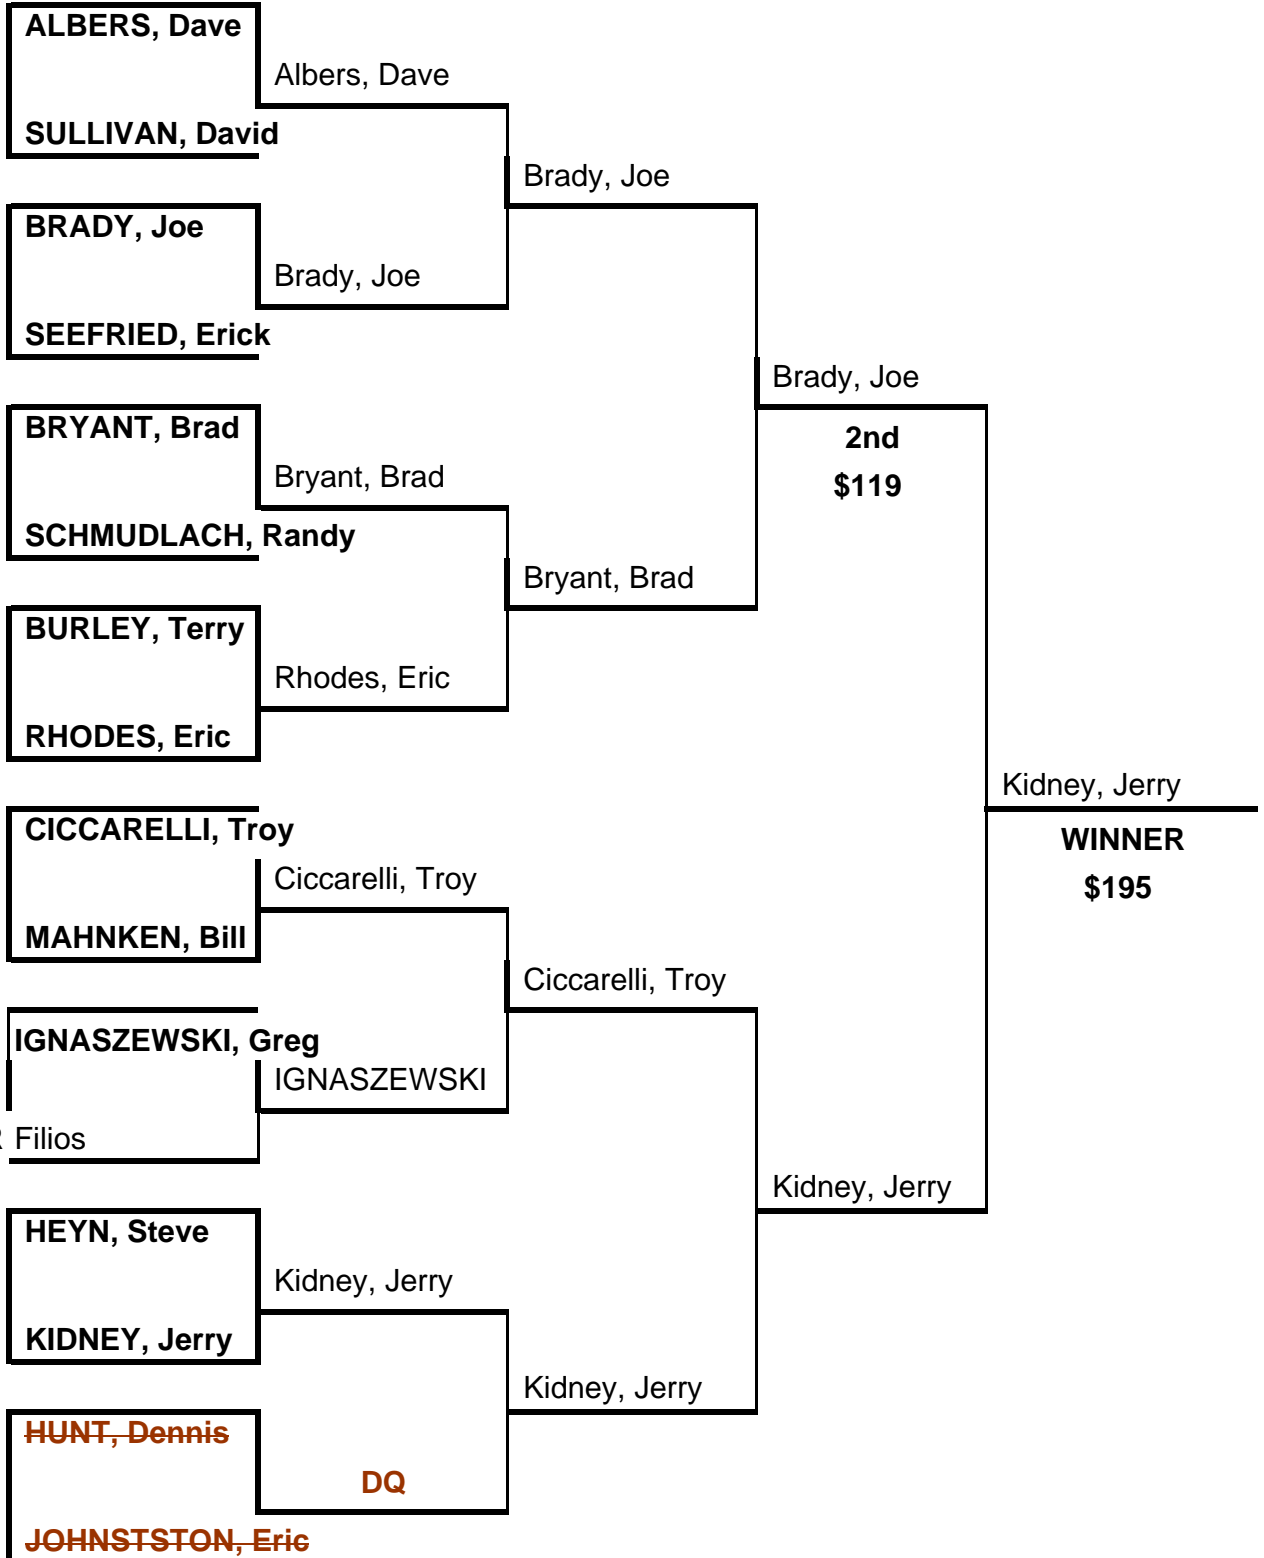 ALBERS, Dave
Albers, Dave
SULLIVAN, David
Brady, Joe
BRADY, Joe
Brady, Joe
SEEFRIED, Erick
Brady, Joe
BRYANT, Brad
2nd
Bryant, Brad
$119
SCHMUDLACH, Randy
Bryant, Brad
BURLEY, Terry
Rhodes, Eric
RHODES, Eric
Kidney, Jerry
CICCARELLI, Troy
WINNER
Ciccarelli, Troy
$195
MAHNKEN, Bill
Ciccarelli, Troy
IGNASZEWSKI, Greg
IGNASZEWSKI
Filios
Kidney, Jerry
HEYN, Steve
Kidney, Jerry
KIDNEY, Jerry
Kidney, Jerry
HUNT, Dennis
DQ
JOHNSTSTON, Eric